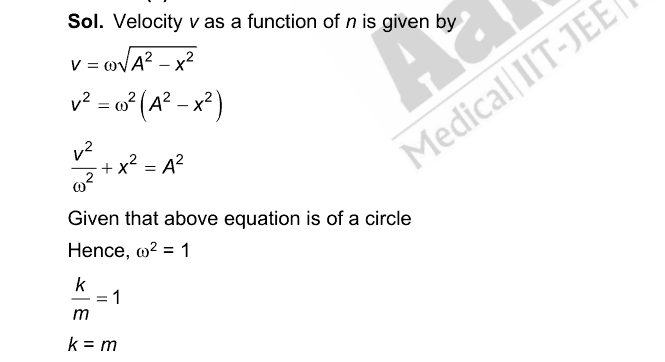 Sol. Velocity v as a function of n is given by
v = ω√(A² – x²)
v² = ω²(A² – x²)
v²/ω² + x² = A²
Given that above equation is of a circle
Hence, ω² = 1
k/m = 1
k = m
Medical|IIT-JEE|